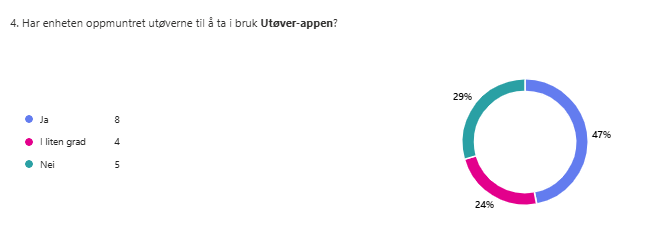 4. Har enheten oppmuntret utøverne til å ta i bruk Utøver-appen?
Ja 8
I liten grad 4
Nei 5
29%
47%
24%